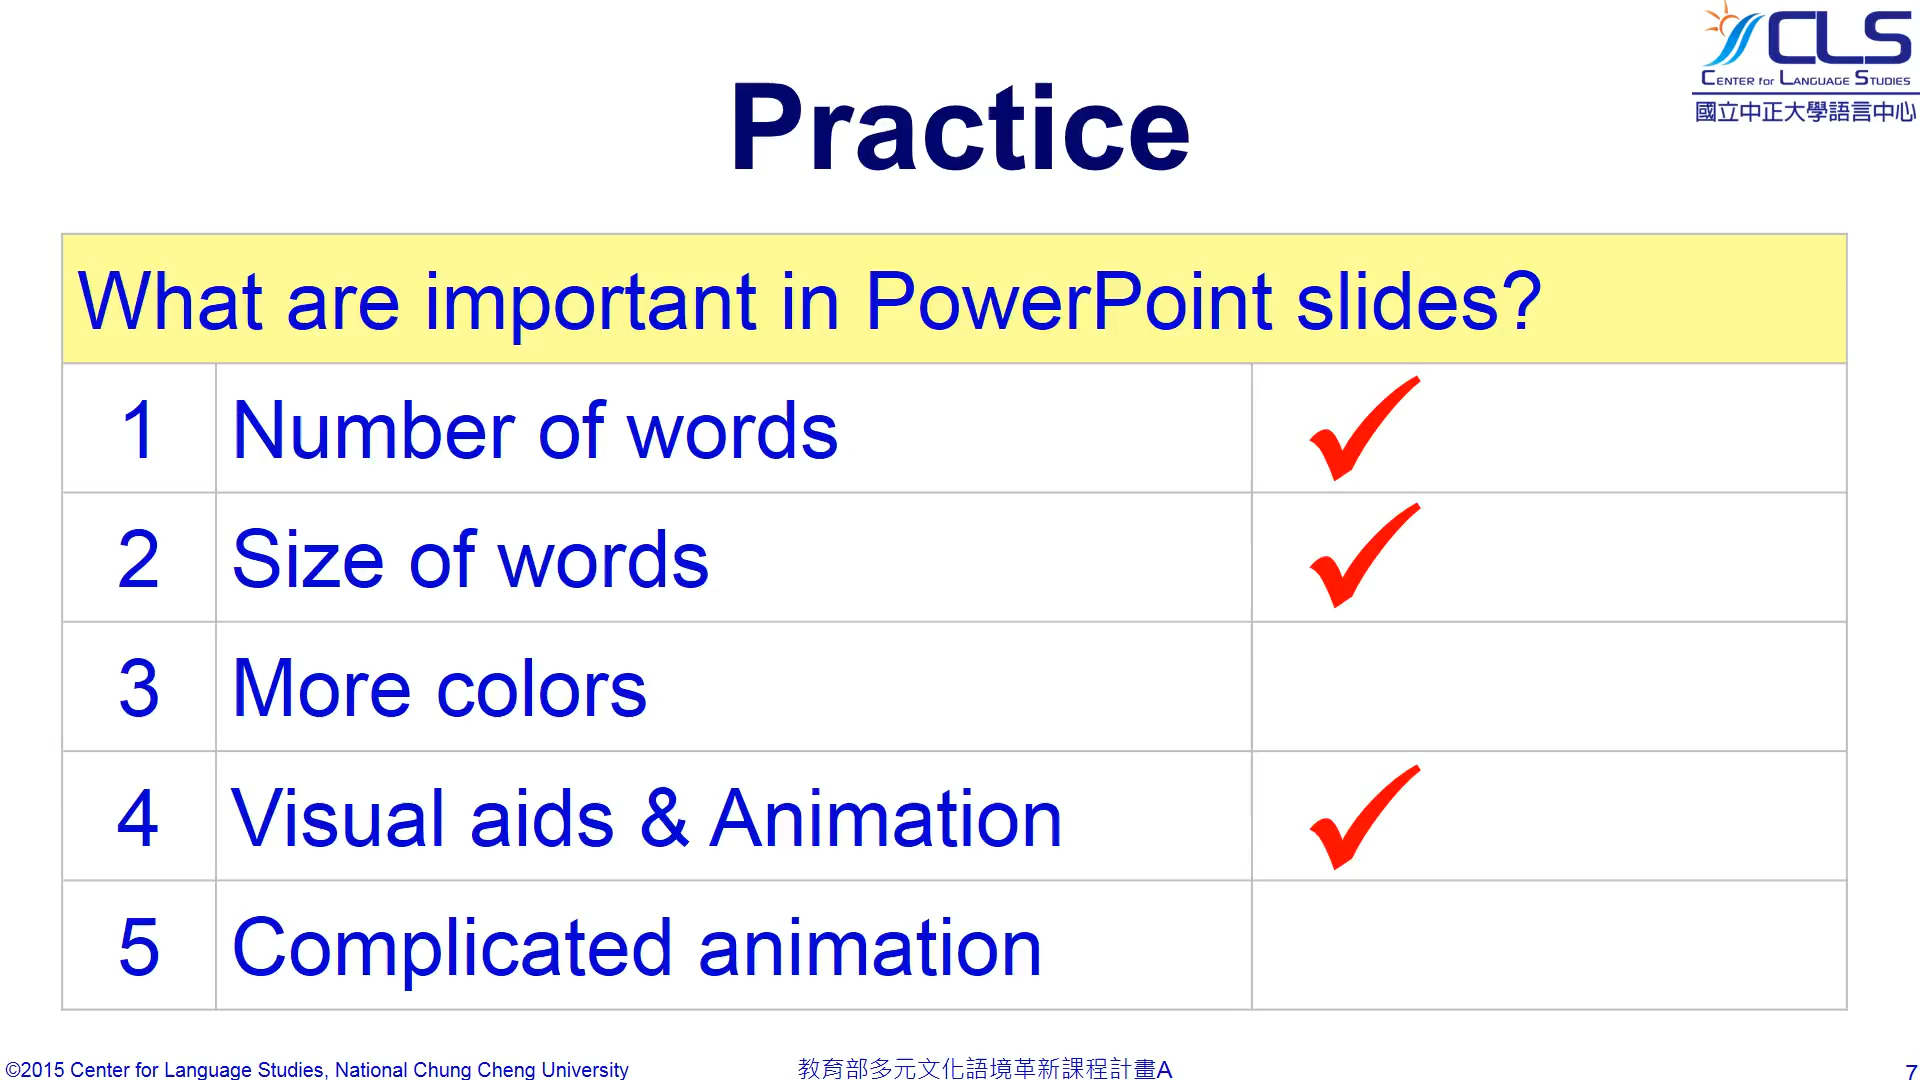 CLS
CENTER for LANGUAGE STUDIES
國立中正大學語言中心
Practice
What are important in PowerPoint slides?
1 Number of words
2 Size of words
3 More colors
4 Visual aids & Animation
5 Complicated animation
©2015 Center for Language Studies, National Chung Cheng University
教育部多元文化語境革新課程計畫A
7